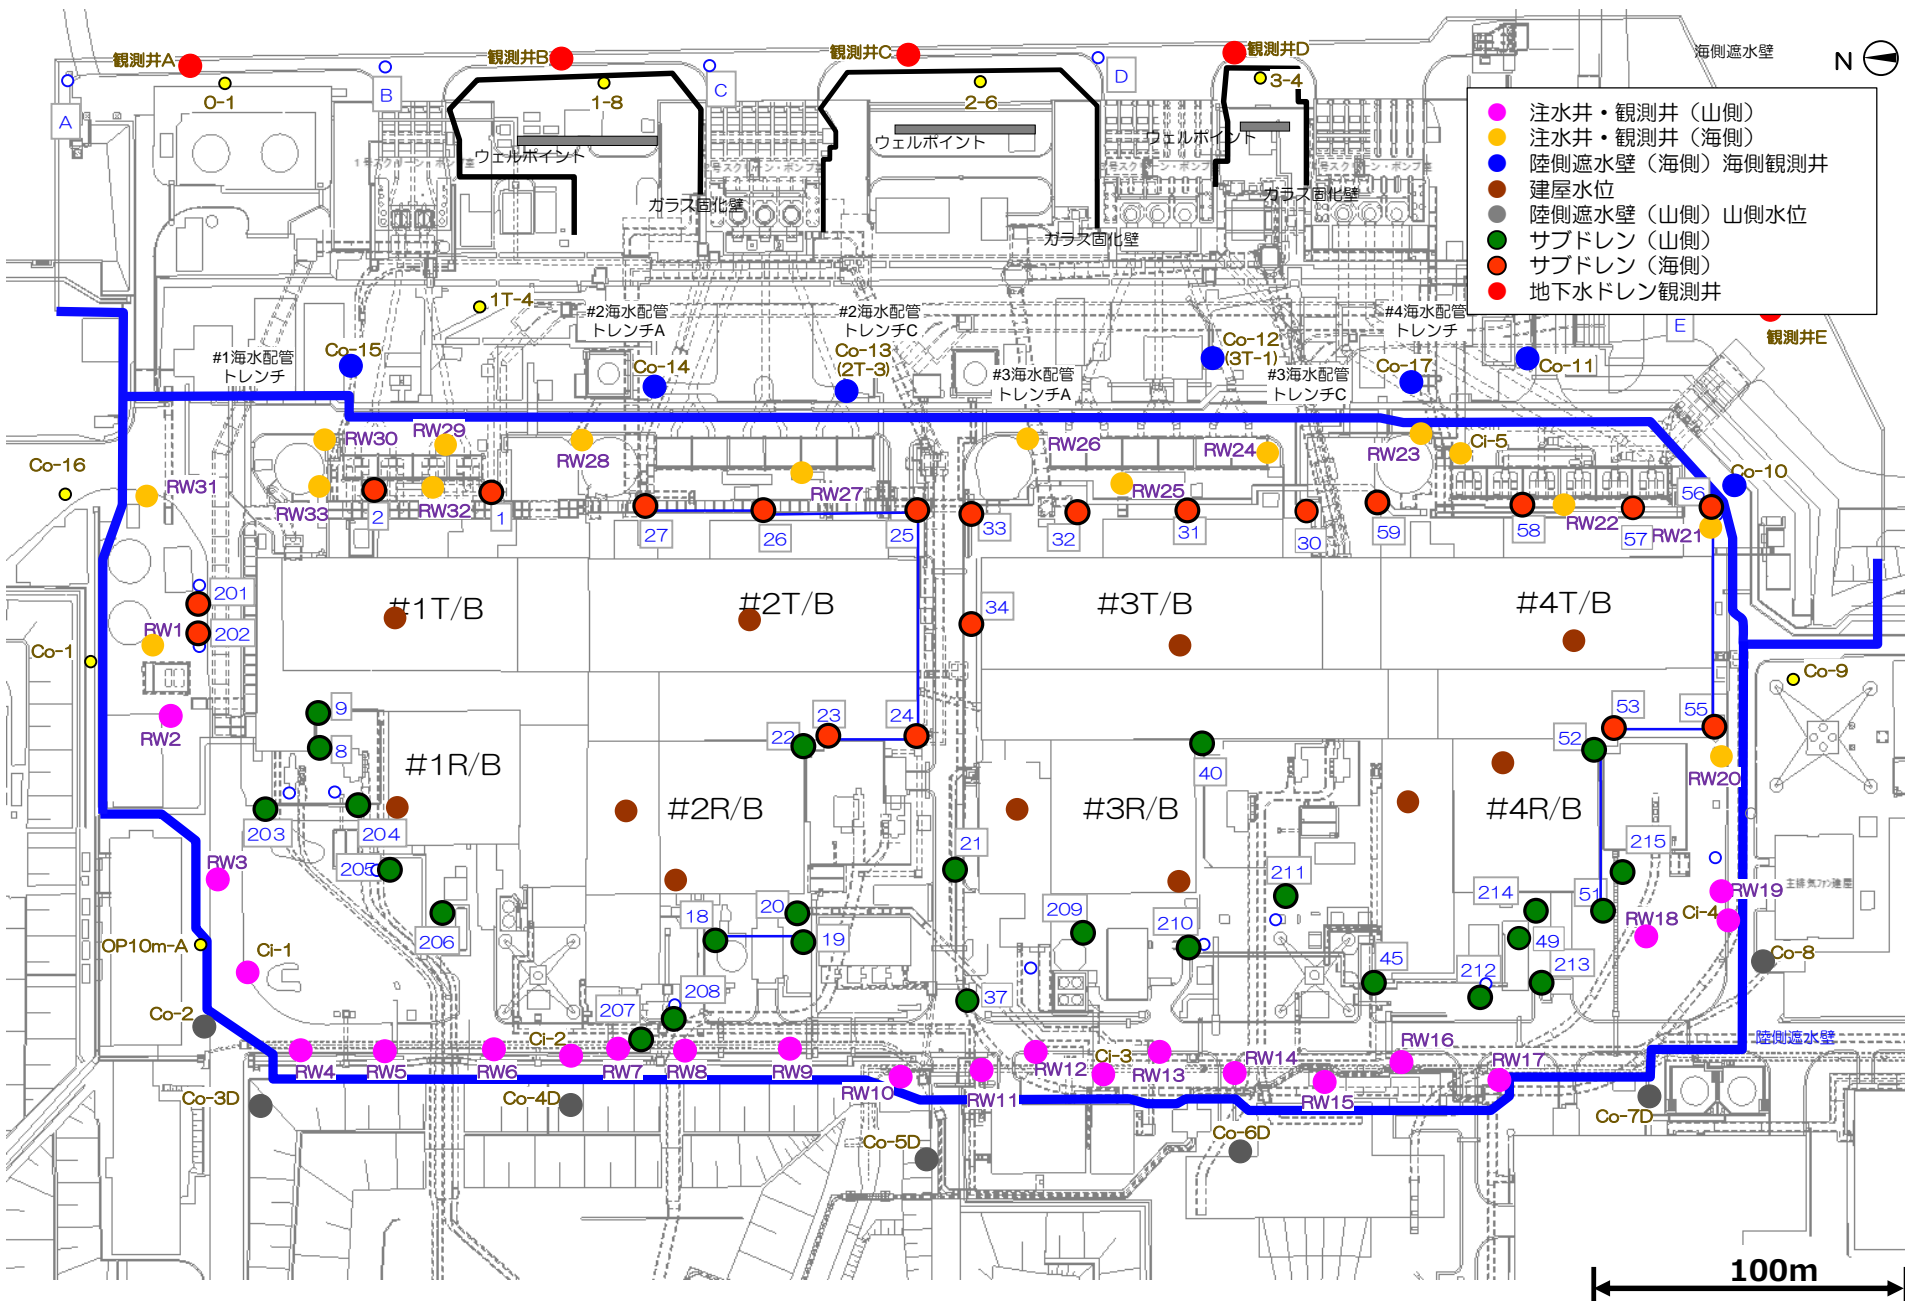 観測井A
観測井B
観測井C
観測井D
海側遮水壁
N
A
0-1
B
1-8
C
2-6
D
3-4
注水井・観測井（山側）
注水井・観測井（海側）
陸側遮水壁（海側）海側観測井
建屋水位
陸側遮水壁（山側）山側水位
サブドレン（山側）
サブドレン（海側）
地下水ドレン観測井
ウェルポイント
ウェルポイント
ウェルポイント
ガラス固化壁
ガラス固化壁
ガラス固化壁
E
観測井E
1T-4
#2海水配管
トレンチA
#2海水配管
トレンチC
#4海水配管
トレンチ
#1海水配管
トレンチ
Co-15
Co-14
Co-13
(2T-3)
#3海水配管
トレンチA
Co-12
(3T-1)
#3海水配管
トレンチC
Co-17
Co-11
RW30
RW29
RW28
RW26
RW24
RW23
Ci-5
Co-16
RW31
RW33
2
RW32
1
27
26
RW27
25
33
32
RW25
31
30
59
58
RW22
57
56
RW21
Co-10
201
202
RW1
Co-1
#1T/B
#2T/B
34
#3T/B
#4T/B
Co-9
RW2
9
8
#1R/B
22
23
24
#2R/B
40
#3R/B
52
53
55
#4R/B
RW20
203
204
205
206
RW3
21
211
214
51
215
RW19
RW18
Ci-4
主排気ファン建屋
OP10m-A
Ci-1
18
20
19
209
210
45
49
212
213
Co-8
Co-2
207
208
37
Ci-2
RW4
RW5
RW6
RW7
RW8
RW9
RW10
RW11
RW12
Ci-3
RW13
RW14
RW15
RW16
RW17
陸側遮水壁
Co-3D
Co-4D
Co-5D
Co-6D
Co-7D
100m